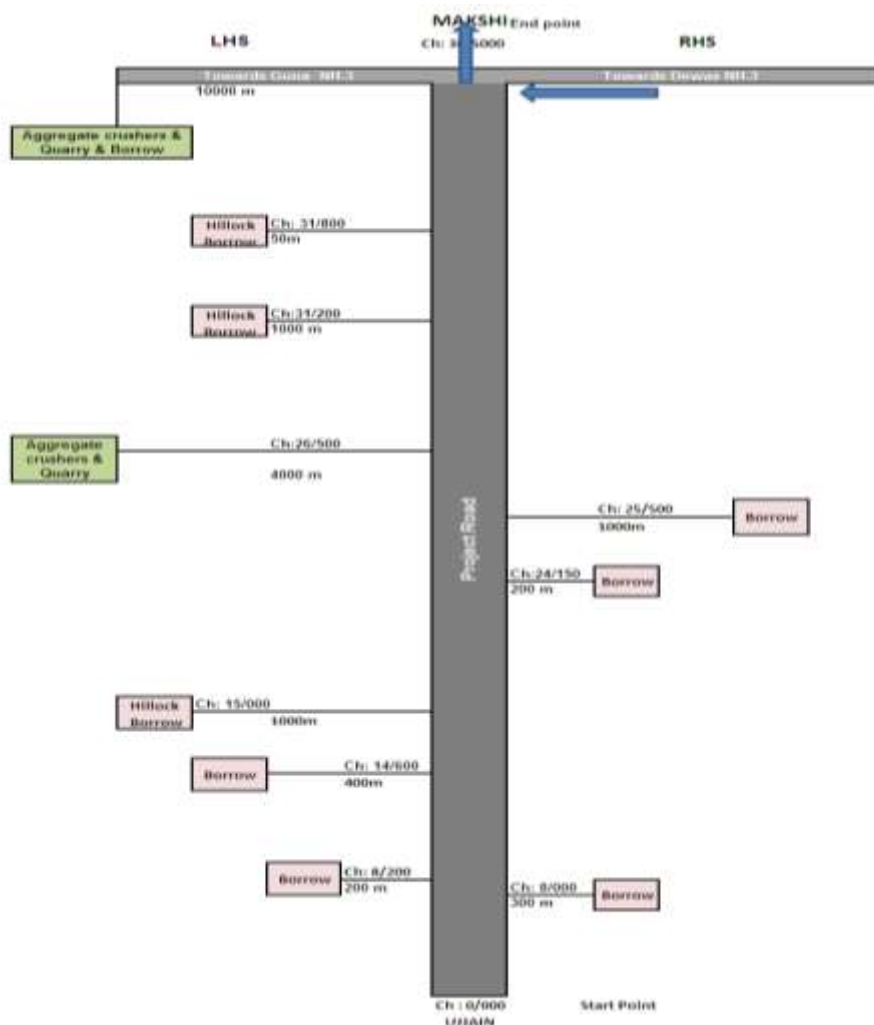 MAKSHI End point
LHS
RHS
Ch:
Towards Guna NH-3
Towards Dewas NH-3
10000 m
Aggregate crushers &
Quarry & Borrow
Hillock
Borrow
Ch: 31/800
50m
Hillock
Borrow
Ch:31/200
1000 m
Aggregate
crushers &
Quarry
Ch:26/500
4000 m
Ch: 25/500
1000m
Borrow
Project Road
Ch:24/150
200 m
Borrow
Hillock
Borrow
Ch: 15/000
1000m
Borrow
Ch: 14/600
400m
Borrow
Ch: 8/200
200 m
Ch: 8/000
300 m
Borrow
Ch : 0/000
Start Point
UJJAIN